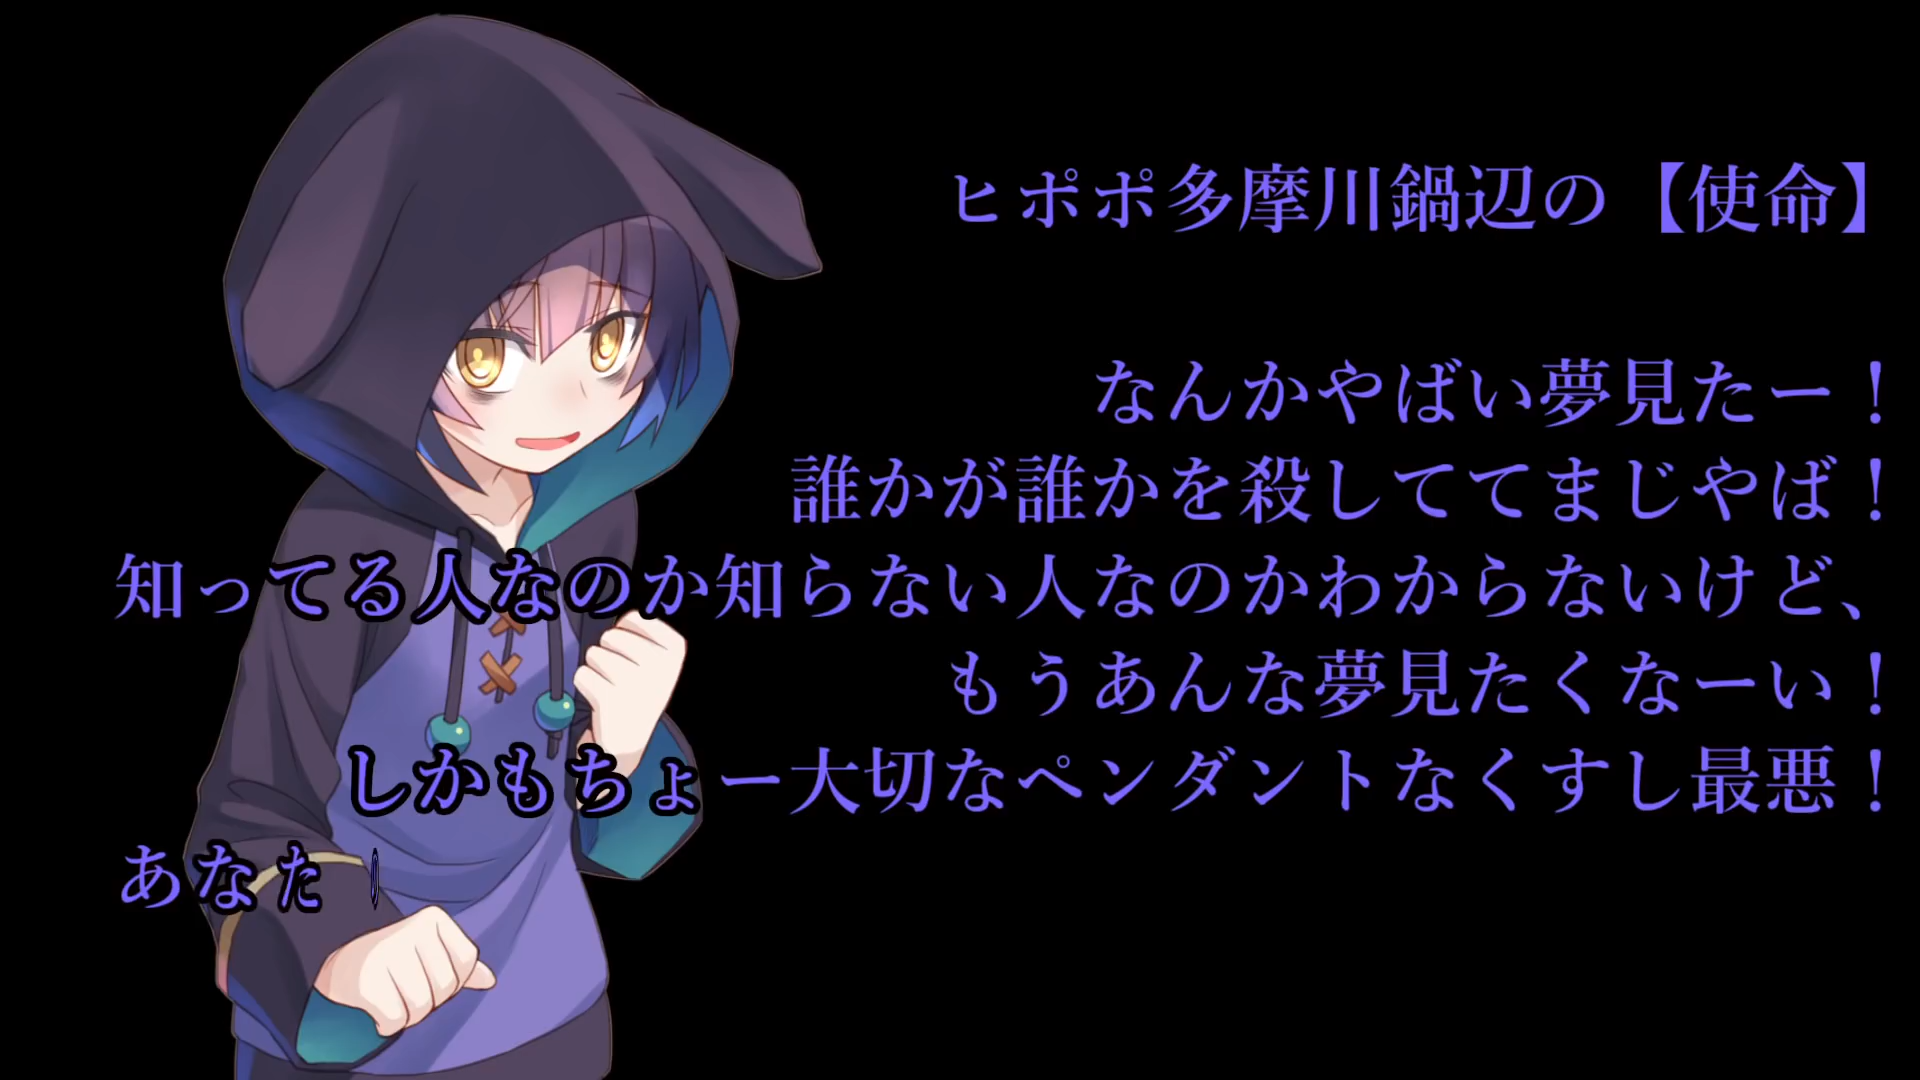 ヒポポ多摩川鍋辺の【使命】
なんかやばい夢見たー！
誰かが誰かを殺しててまじやば！
知ってる人なのか知らない人なのかわからないけど、
もうあんな夢見たくなーい！
しかもちょー大切なペンダントなくすし最悪！
あなた